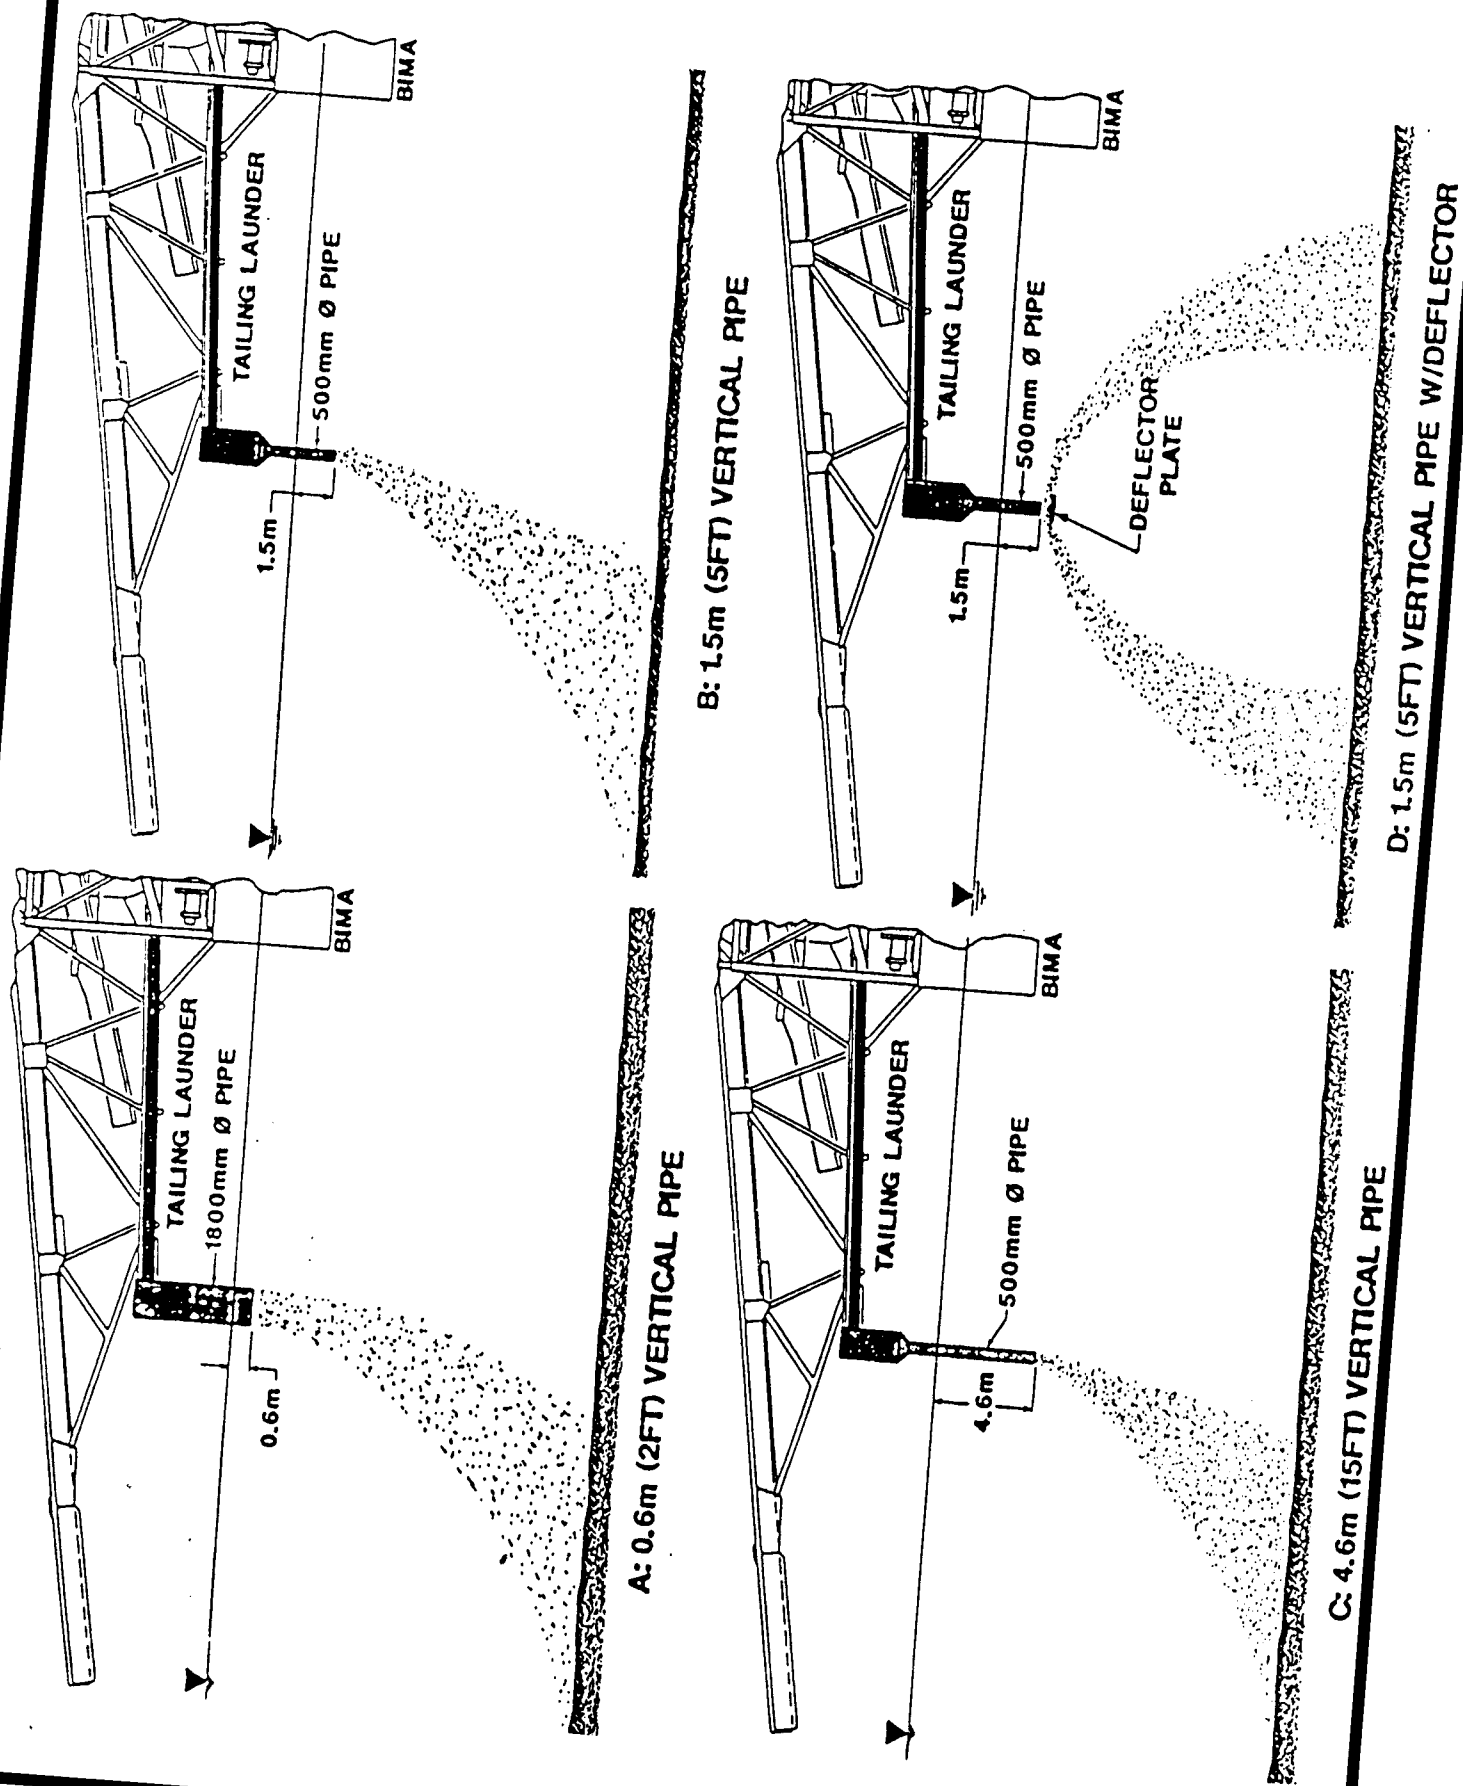 TAILING LAUNDER
1800mm Ø PIPE
0.6m
BIMA
A: 0.6m (2FT) VERTICAL PIPE
TAILING LAUNDER
500mm Ø PIPE
1.5m
BIMA
B: 1.5m (5FT) VERTICAL PIPE
TAILING LAUNDER
500mm Ø PIPE
4.6m
BIMA
C: 4.6m (15FT) VERTICAL PIPE
TAILING LAUNDER
500mm Ø PIPE
1.5m
BIMA
DEFLECTOR
PLATE
D: 1.5m (5FT) VERTICAL PIPE W/DEFLECTOR